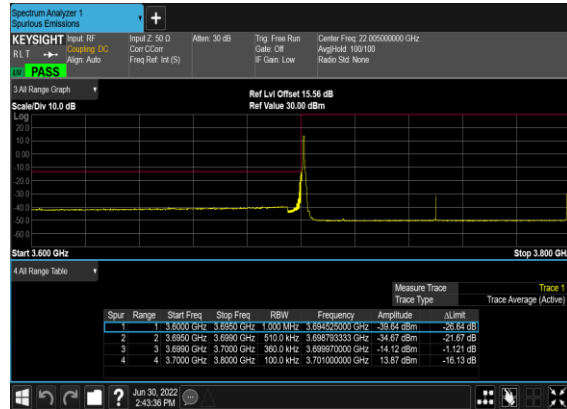 Spectrum Analyzer 1
Spurious Emissions
KEYSIGHT Input: RF Input Z: 50 Ω Atten: 30 dB Trig: Free Run Center Freq: 22.005000000 GHz
RLT Coupling: DC Corr CCorr Gate: Off Avg|Hold: 100/100
Align: Auto Freq Ref: Int (S) IF Gain: Low Radio Std: None
PASS
3 All Range Graph Ref Lvl Offset 15.56 dB
Scale/Div 10.0 dB Ref Value 30.00 dBm
Log
20.0
10.0
0.00
-10.0
-20.0
-30.0
-40.0
-50.0
-60.0
Start 3.600 GHz Stop 3.800 GH
4 All Range Table
Measure Trace Trace 1
Trace Type Trace Average (Active)
Spur Range Start Freq Stop Freq RBW Frequency Amplitude ΔLimit
1 1 3.6000 GHz 3.6950 GHz 1.000 MHz 3.694525000 GHz -39.64 dBm -26.64 dB
2 2 3.6950 GHz 3.6990 GHz 510.0 kHz 3.698793333 GHz -34.67 dBm -21.67 dB
3 3 3.6990 GHz 3.7000 GHz 360.0 kHz 3.699970000 GHz -14.12 dBm -1.121 dB
4 4 3.7000 GHz 3.8000 GHz 100.0 kHz 3.701000000 GHz 13.87 dBm -16.13 dB
Jun 30, 2022
2:43:36 PM